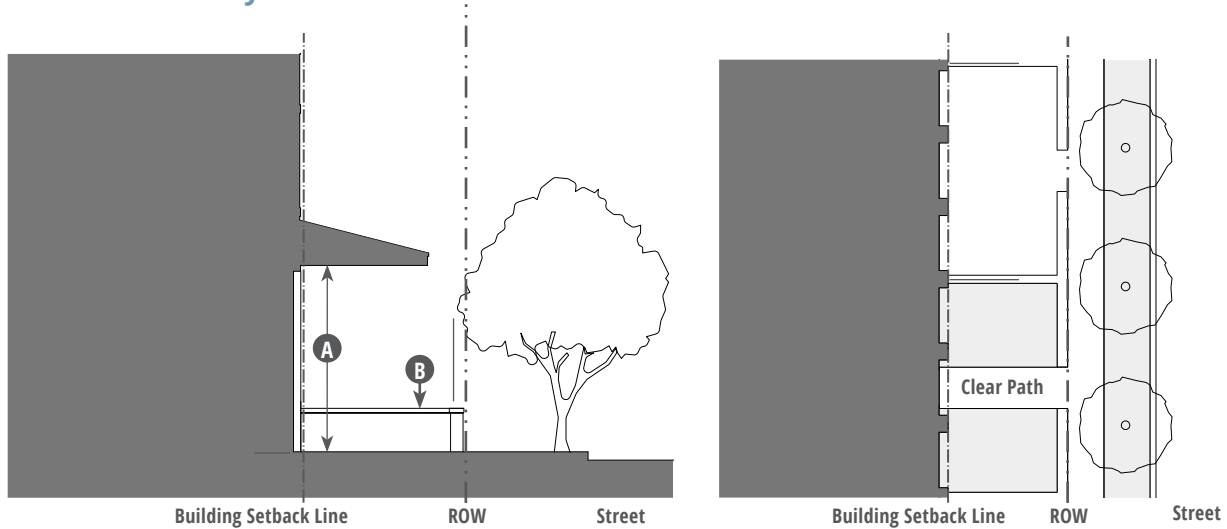 A
B
Clear Path
Building Setback Line ROW Street
Building Setback Line ROW Street